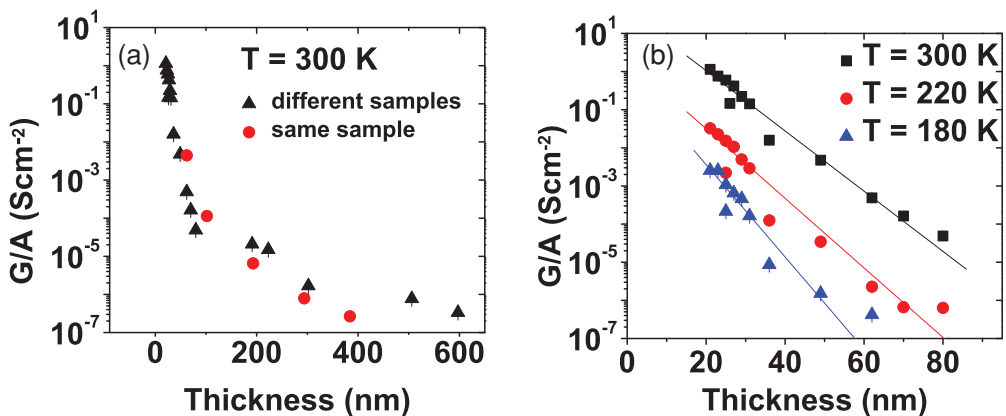 (a)
T = 300 K
different samples
same sample
G/A (Scm⁻²)
10¹
10⁻¹
10⁻³
10⁻⁵
10⁻⁷
0 200 400 600
Thickness (nm)
(b)
T = 300 K
T = 220 K
T = 180 K
G/A (Scm⁻²)
10¹
10⁻¹
10⁻³
10⁻⁵
10⁻⁷
0 20 40 60 80
Thickness (nm)